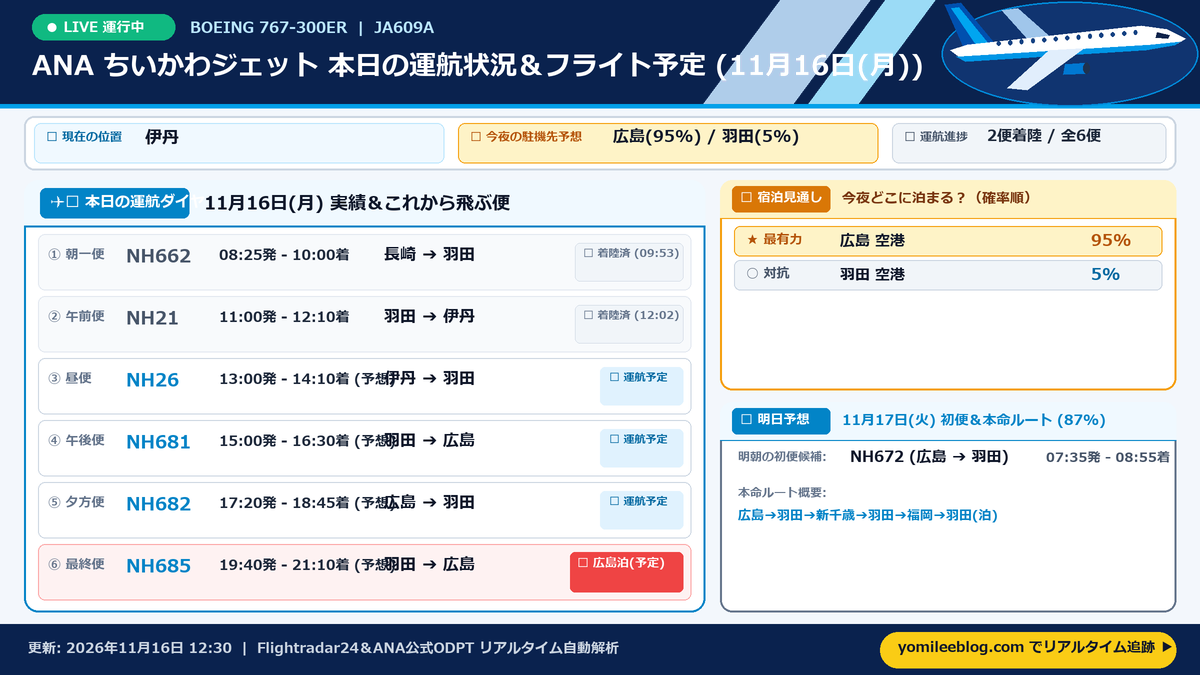 ● LIVE 運行中 BOEING 767-300ER | JA609A
ANA ちいかわジェット 本日の運航状況＆フライト予定 (11月16日(月))
□ 現在の位置 伊丹
□ 今夜の駐機先予想 広島(95%) / 羽田(5%)
□ 運航進捗 2便着陸 / 全6便
✈□ 本日の運航ダイ 11月16日(月) 実績＆これから飛ぶ便
① 朝一便 NH662 08:25発 - 10:00着 長崎 → 羽田 □ 着陸済 (09:53)
② 午前便 NH21 11:00発 - 12:10着 羽田 → 伊丹 □ 着陸済 (12:02)
③ 昼便 NH26 13:00発 - 14:10着 (予想) 伊丹 → 羽田 □ 運航予定
④ 午後便 NH681 15:00発 - 16:30着 (予想) 羽田 → 広島 □ 運航予定
⑤ 夕方便 NH682 17:20発 - 18:45着 (予想) 広島 → 羽田 □ 運航予定
⑥ 最終便 NH685 19:40発 - 21:10着 (予想) 羽田 → 広島 □ 広島泊(予定)
□ 宿泊見通し 今夜どこに泊まる？（確率順）
★ 最有力 広島 空港 95%
○ 対抗 羽田 空港 5%
□ 明日予想 11月17日(火) 初便＆本命ルート (87%)
明朝の初便候補: NH672 (広島 → 羽田) 07:35発 - 08:55着
本命ルート概要:
広島→羽田→新千歳→羽田→福岡→羽田(泊)
更新: 2026年11月16日 12:30 | Flightradar24＆ANA公式ODPT リアルタイム自動解析
yomileeblog.com でリアルタイム追跡 ▶